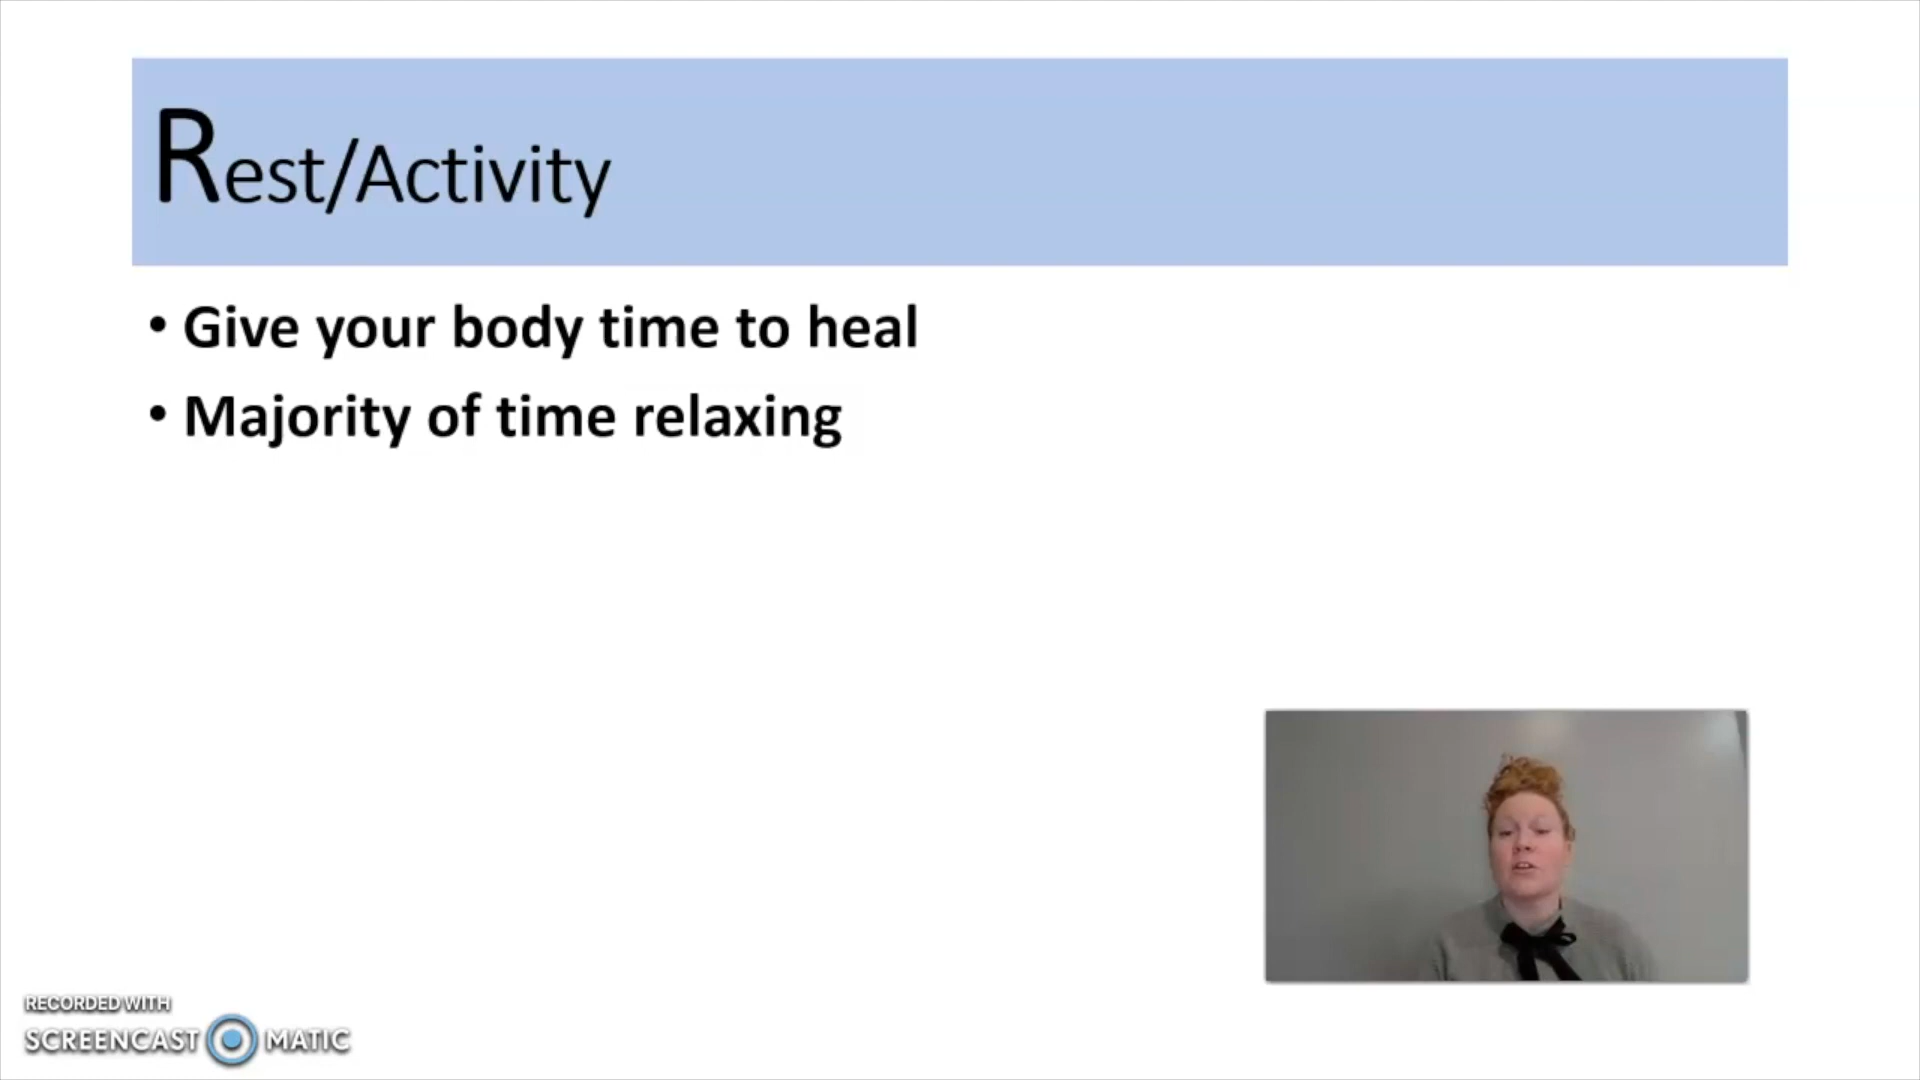 Rest/Activity
• Give your body time to heal
• Majority of time relaxing
RECORDED WITH
SCREENCAST MATIC